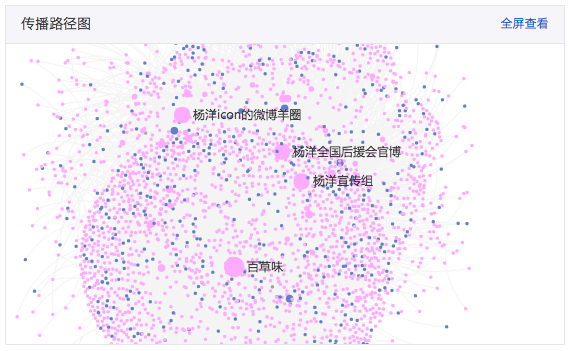 传播路径图
全屏查看
杨洋icon的微博羊圈
杨洋全国后援会官博
杨洋宣传组
百草味